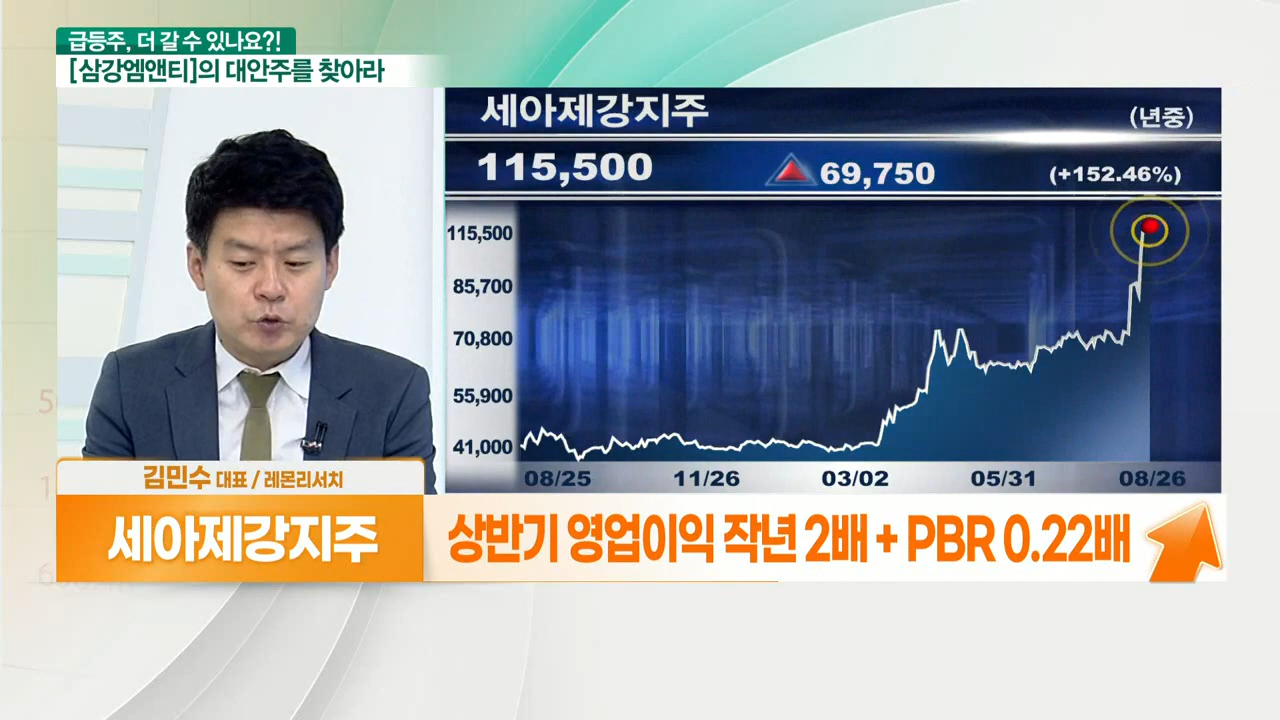 급등주, 더 갈 수 있나요?!
[삼강엠앤티]의 대안주를 찾아라
세아제강지주 (년중)
115,500 69,750 (+152.46%)
115,500
85,700
70,800
55,900
41,000
08/25 11/26 03/02 05/31 08/26
김민수 대표 / 레몬리서치
세아제강지주
상반기 영업이익 작년 2배 + PBR 0.22배